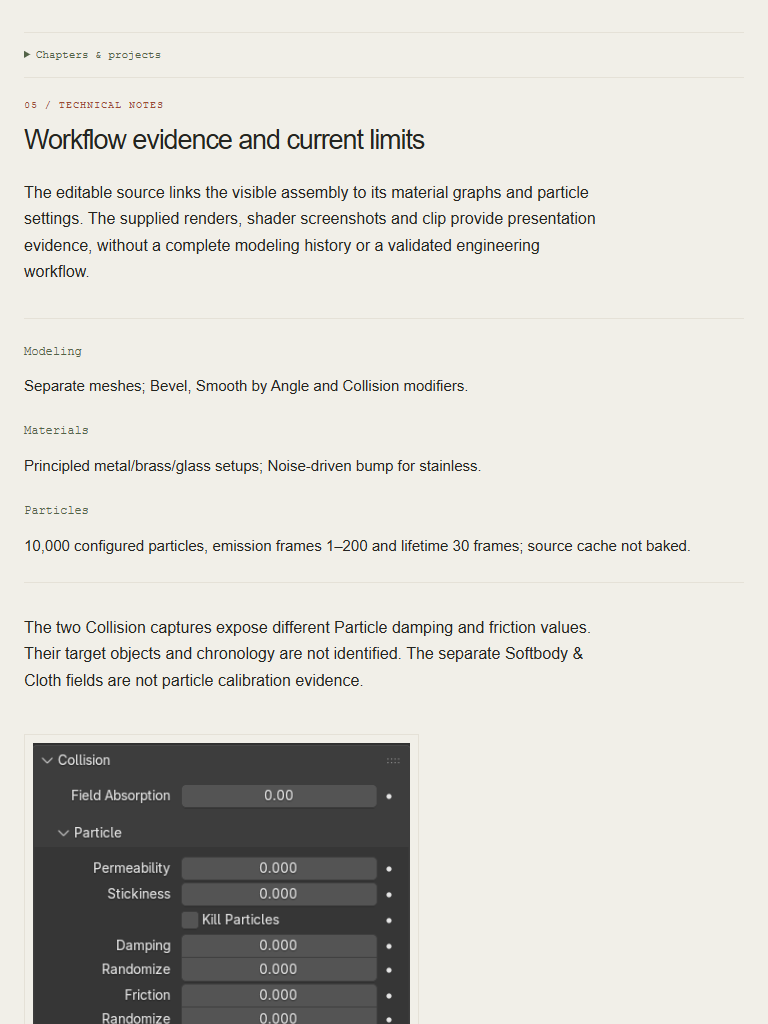 Chapters & projects
05 / TECHNICAL NOTES
Workflow evidence and current limits
The editable source links the visible assembly to its material graphs and particle
settings. The supplied renders, shader screenshots and clip provide presentation
evidence, without a complete modeling history or a validated engineering
workflow.
Modeling
Separate meshes; Bevel, Smooth by Angle and Collision modifiers.
Materials
Principled metal/brass/glass setups; Noise-driven bump for stainless.
Particles
10,000 configured particles, emission frames 1–200 and lifetime 30 frames; source cache not baked.
The two Collision captures expose different Particle damping and friction values.
Their target objects and chronology are not identified. The separate Softbody &
Cloth fields are not particle calibration evidence.
Collision
Field Absorption 0.00
Particle
Permeability 0.000
Stickiness 0.000
Kill Particles
Damping 0.000
Randomize 0.000
Friction 0.000
Randomize 0.000